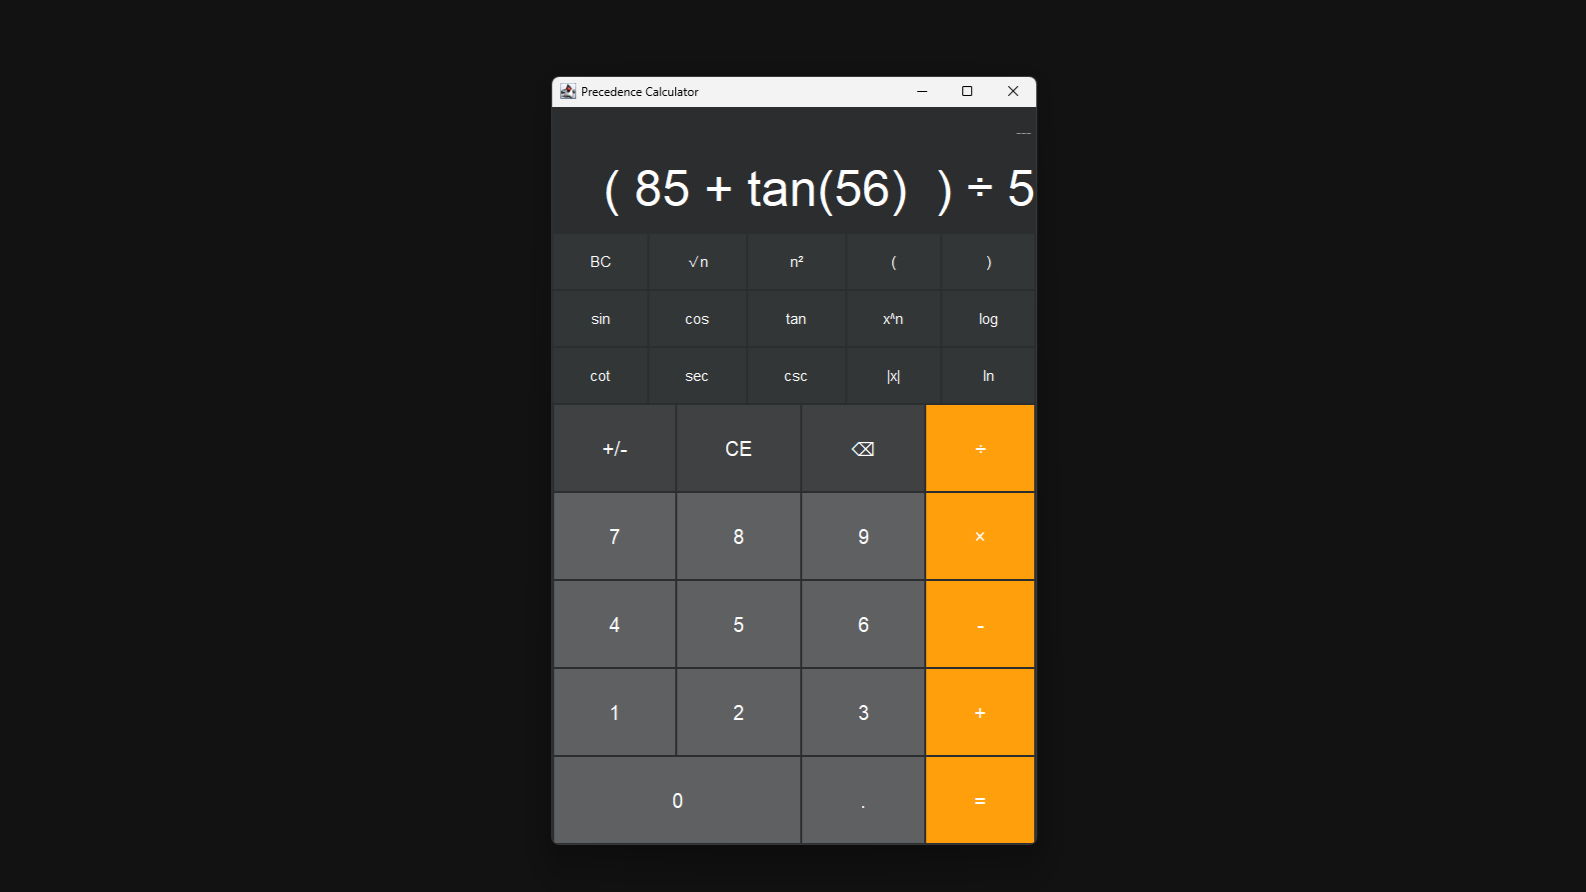 Precedence Calculator
---
( 85 + tan(56)  ) ÷ 5
BC √n n² ( )
sin cos tan x^n log
cot sec csc |x| ln
+/- CE ⌫ ÷
7 8 9 ×
4 5 6 -
1 2 3 +
0 . =